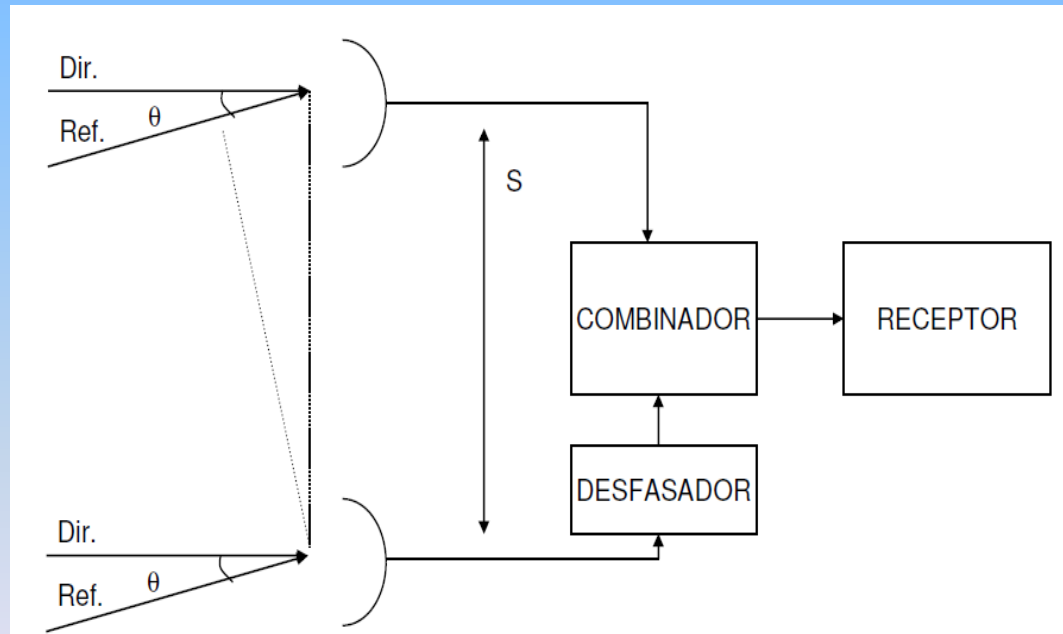 Dir.
θ
Ref.
S
COMBINADOR
RECEPTOR
DESFASADOR
Dir.
θ
Ref.